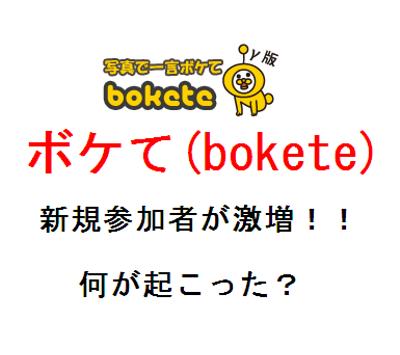 写真で一言ボケて
γ版
bokete
ボケて(bokete)
新規参加者が激増！！
何が起こった？